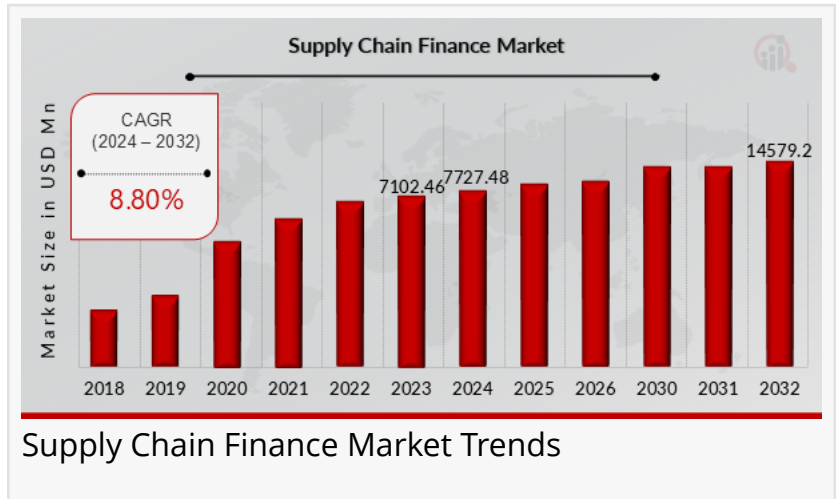 Supply Chain Finance Market
CAGR
(2024 – 2032)
8.80%
Market Size in USD Mn
7102.46
7727.48
14579.2
2018 2019 2020 2021 2022 2023 2024 2025 2026 2030 2031 2032
Supply Chain Finance Market Trends